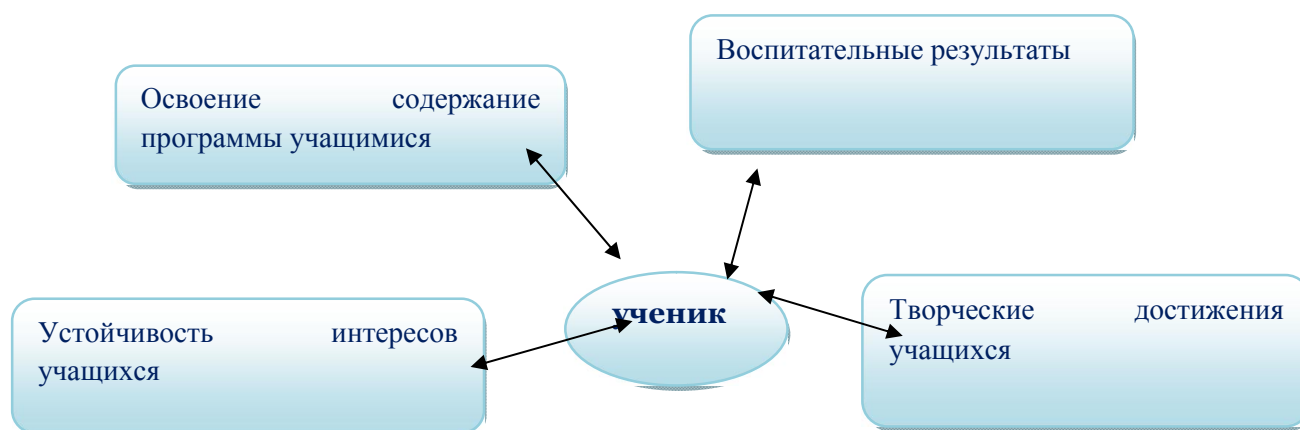 Воспитательные результаты
Освоение содержание
программы учащимися
ученик
Творческие достижения
учащихся
Устойчивость интересов
учащихся